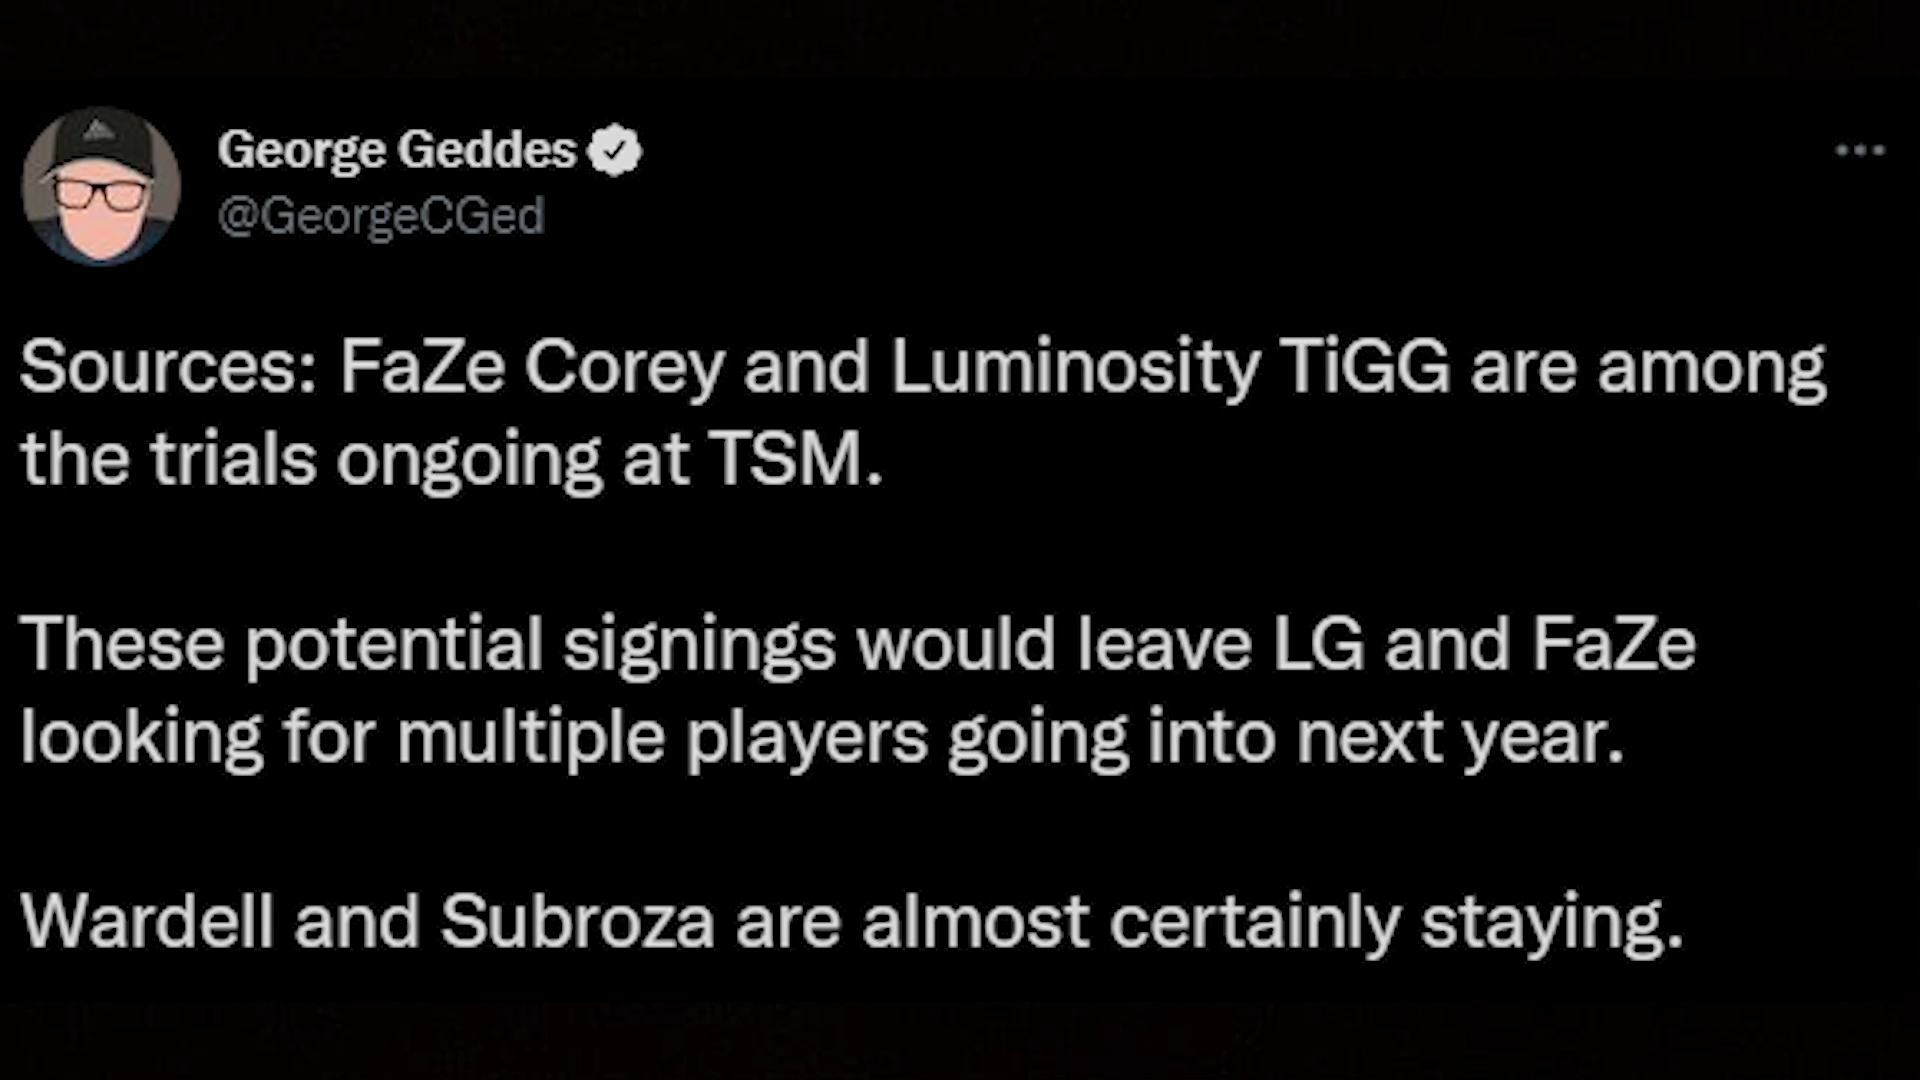 George Geddes
@GeorgeCGed
Sources: FaZe Corey and Luminosity TiGG are among
the trials ongoing at TSM.
These potential signings would leave LG and FaZe
looking for multiple players going into next year.
Wardell and Subroza are almost certainly staying.